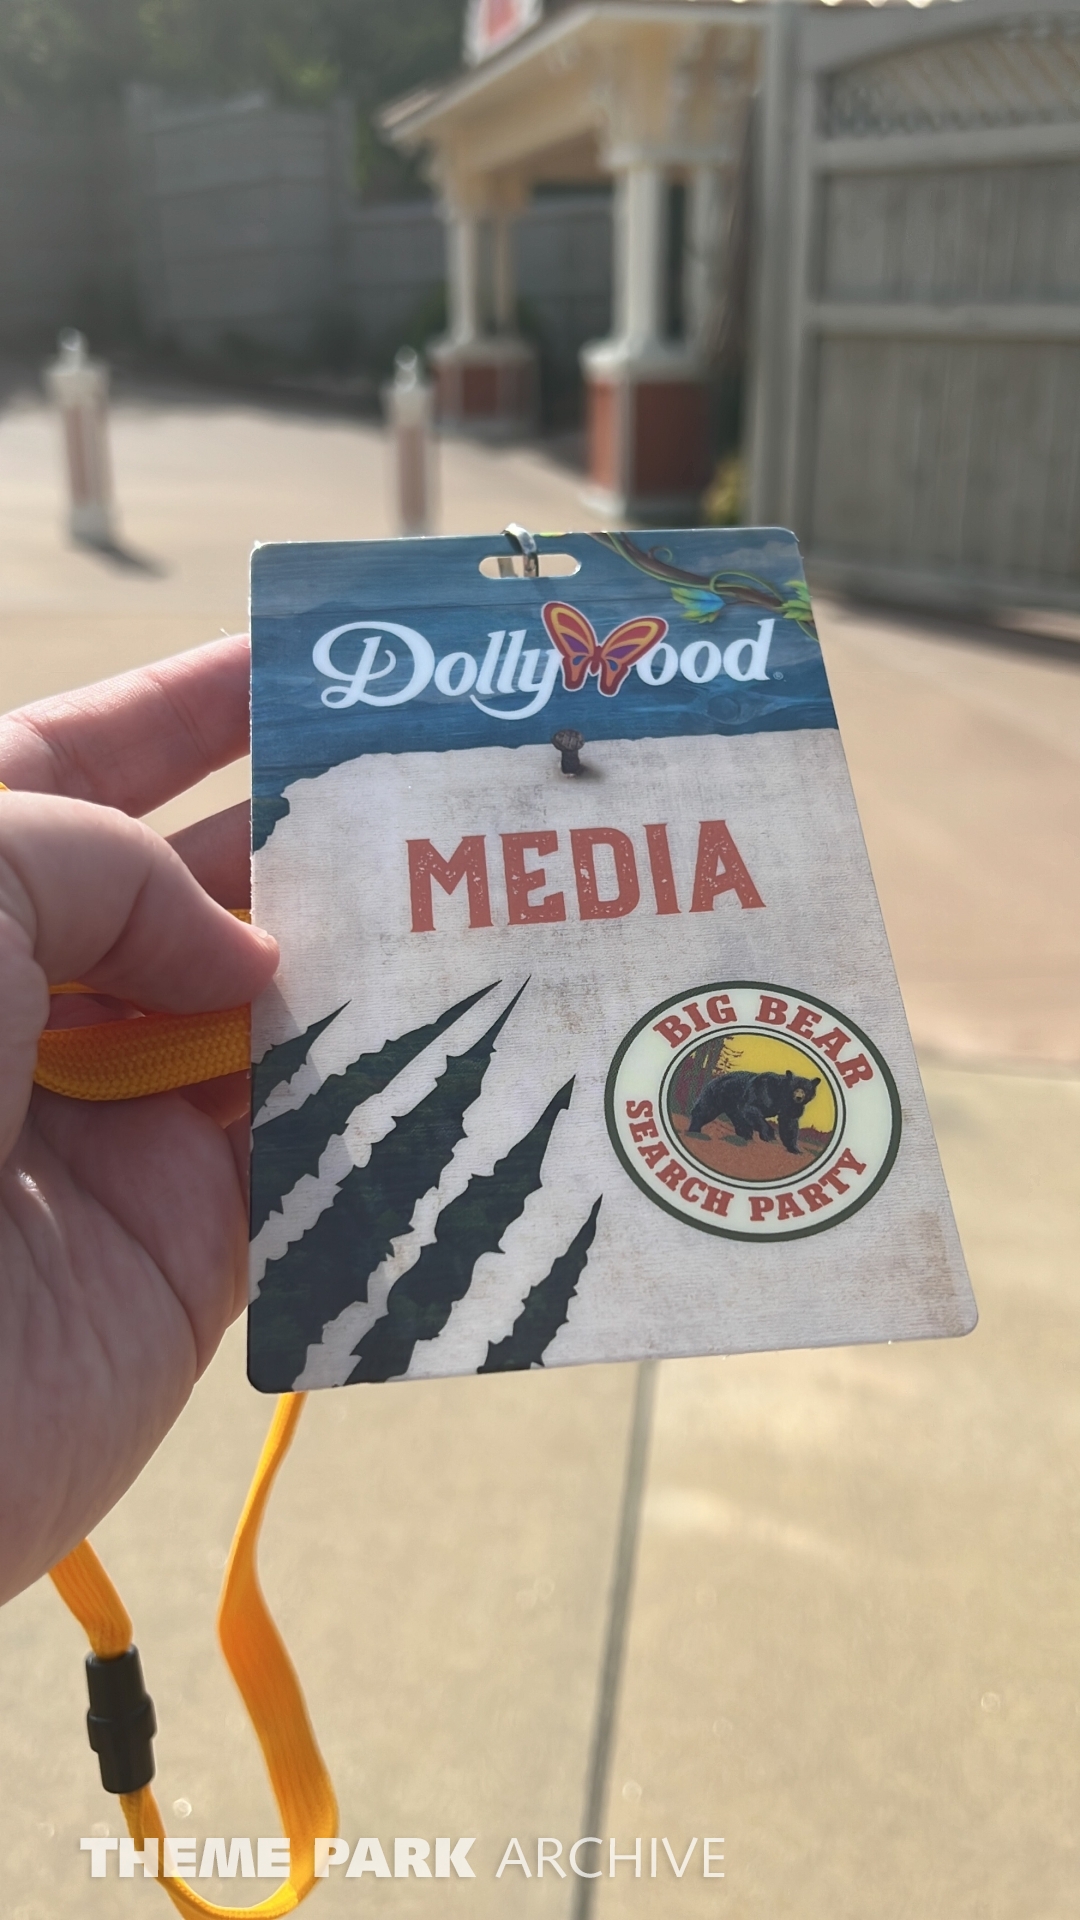 DollyWood®
MEDIA
BIG BEAR
SEARCH PARTY
THEME PARK ARCHIVE